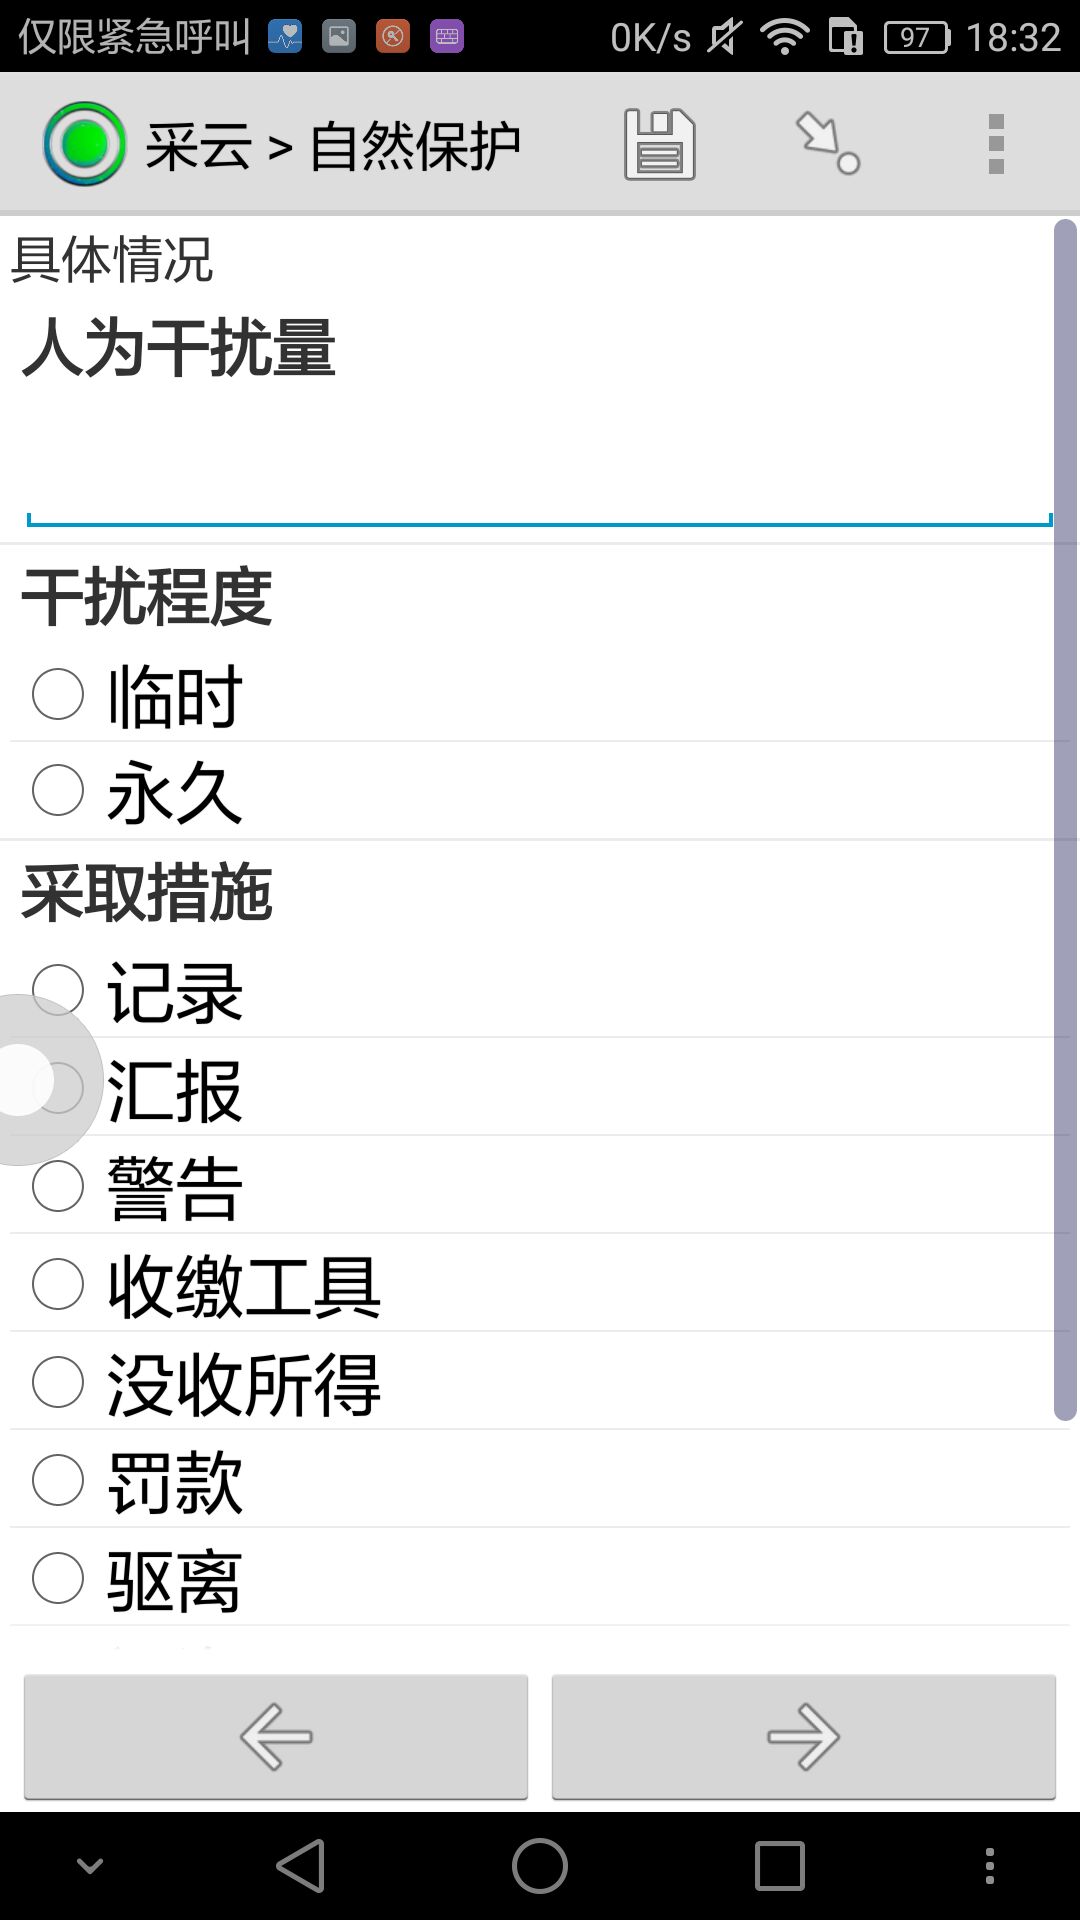 仅限紧急呼叫 0K/s 97 18:32
采云 > 自然保护
具体情况
人为干扰量
干扰程度
临时
永久
采取措施
记录
汇报
警告
收缴工具
没收所得
罚款
驱离